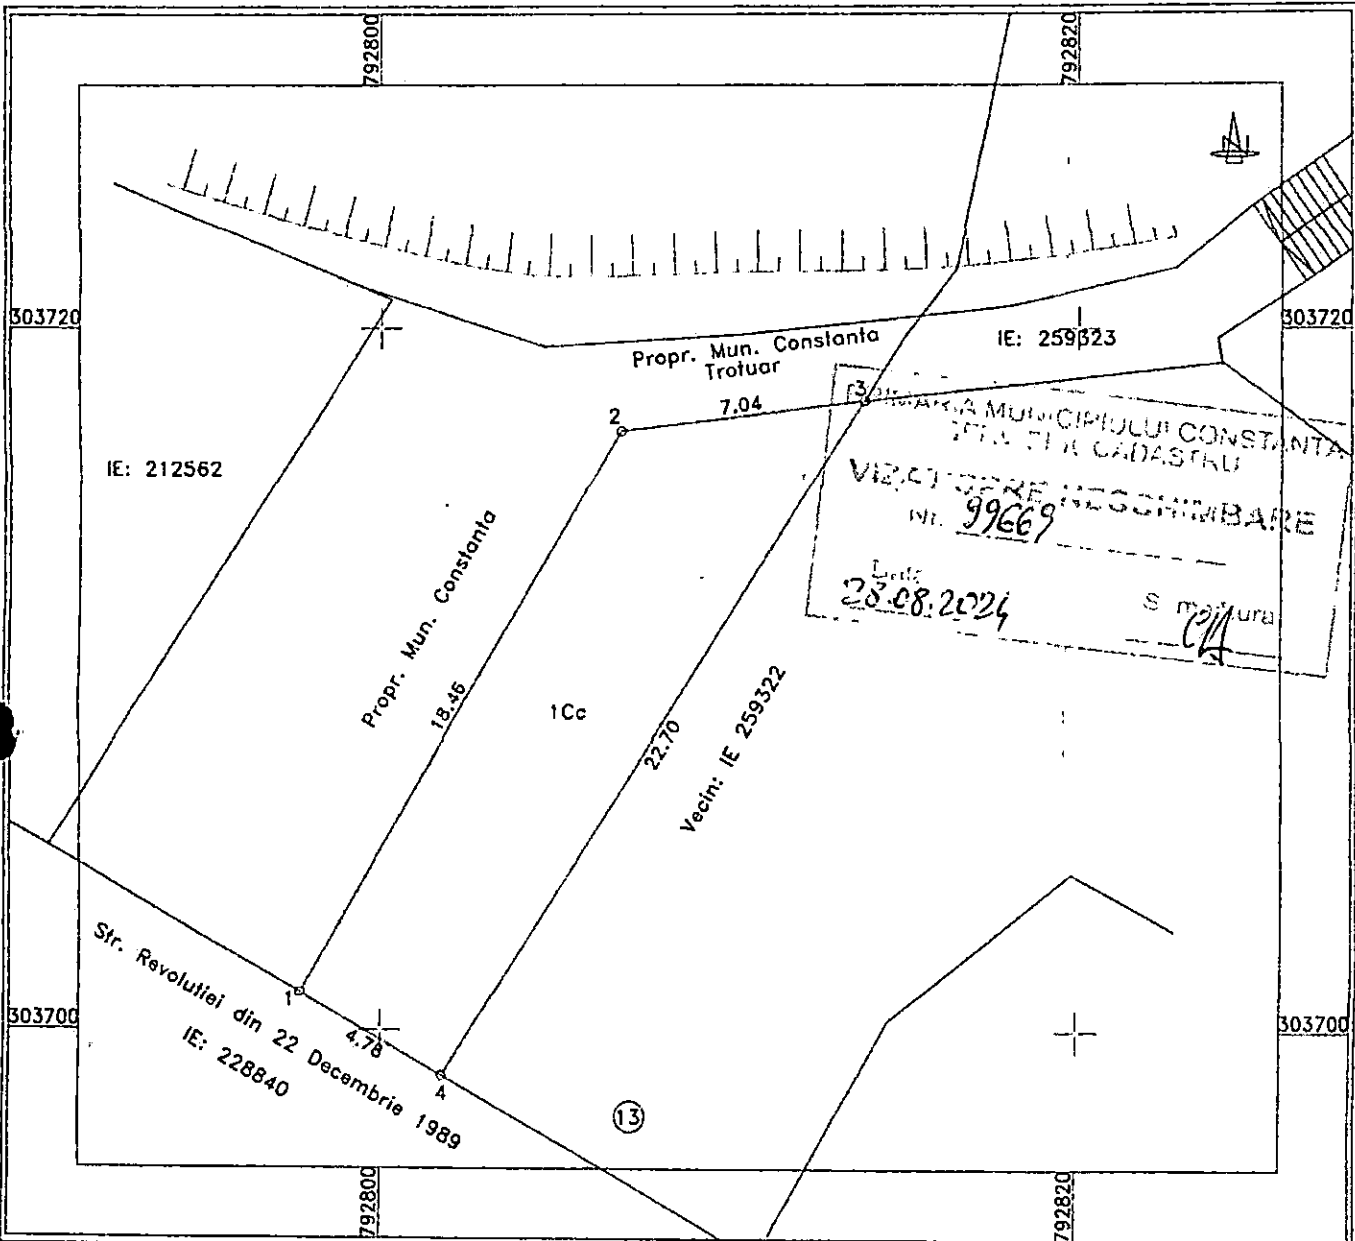 792800
792820
303720
303720
Propr. Mun. Constanta
Trotuar
IE: 259323
7.04
2
3
IE: 212562
PRIMARIA MUNICIPIULUI CONSTANTA
CADASTRU
VIZAT SPRE NESCHIMBARE
Nr. 99669
Data
28.08.2024
Propr. Mun. Constanta
18.46
1Cc
22.70
Vecin: IE 259322
1
303700
303700
4.78
A
Str. Revolutiei din 22 Decembrie 1989
IE: 228840
13
792800
792820